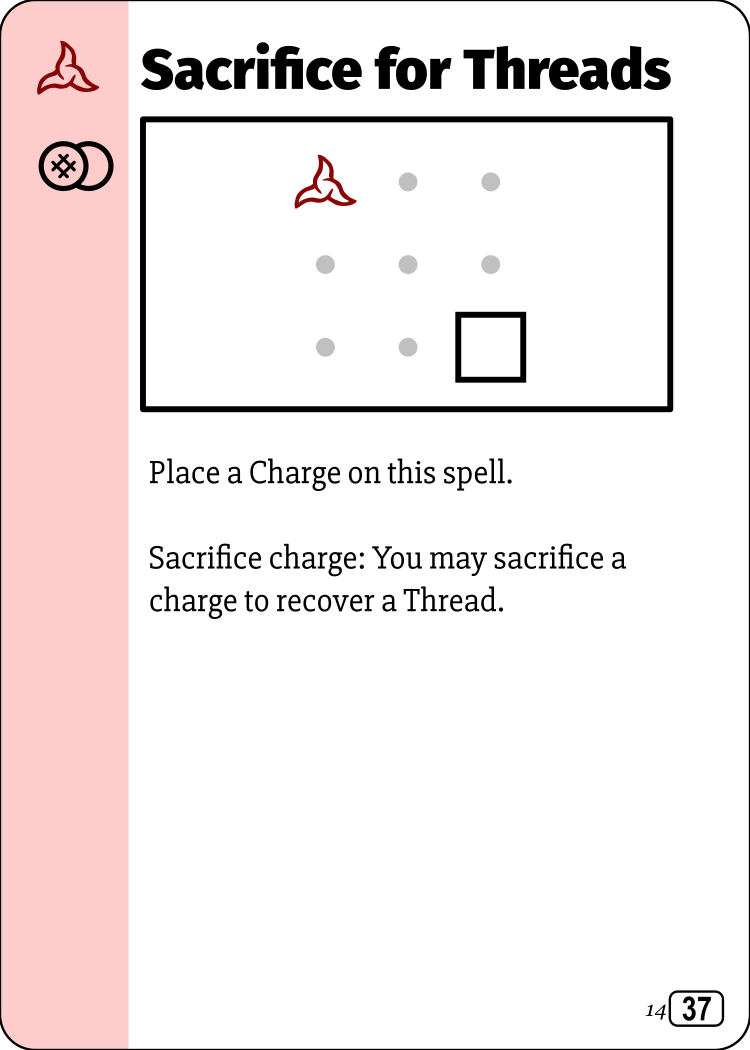 Sacrifice for Threads
Place a Charge on this spell.
Sacrifice charge: You may sacrifice a
charge to recover a Thread.
14 37